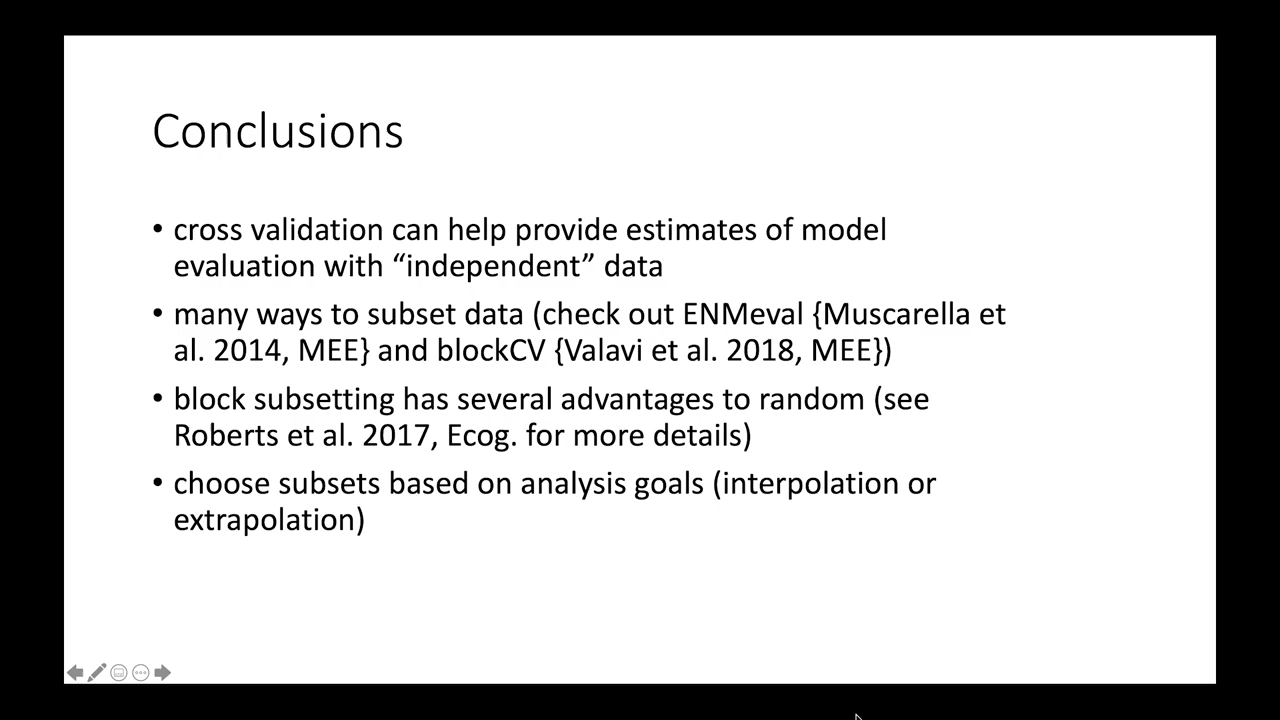 Conclusions
• cross validation can help provide estimates of model
evaluation with “independent” data
• many ways to subset data (check out ENMeval {Muscarella et
al. 2014, MEE} and blockCV {Valavi et al. 2018, MEE})
• block subsetting has several advantages to random (see
Roberts et al. 2017, Ecog. for more details)
• choose subsets based on analysis goals (interpolation or
extrapolation)